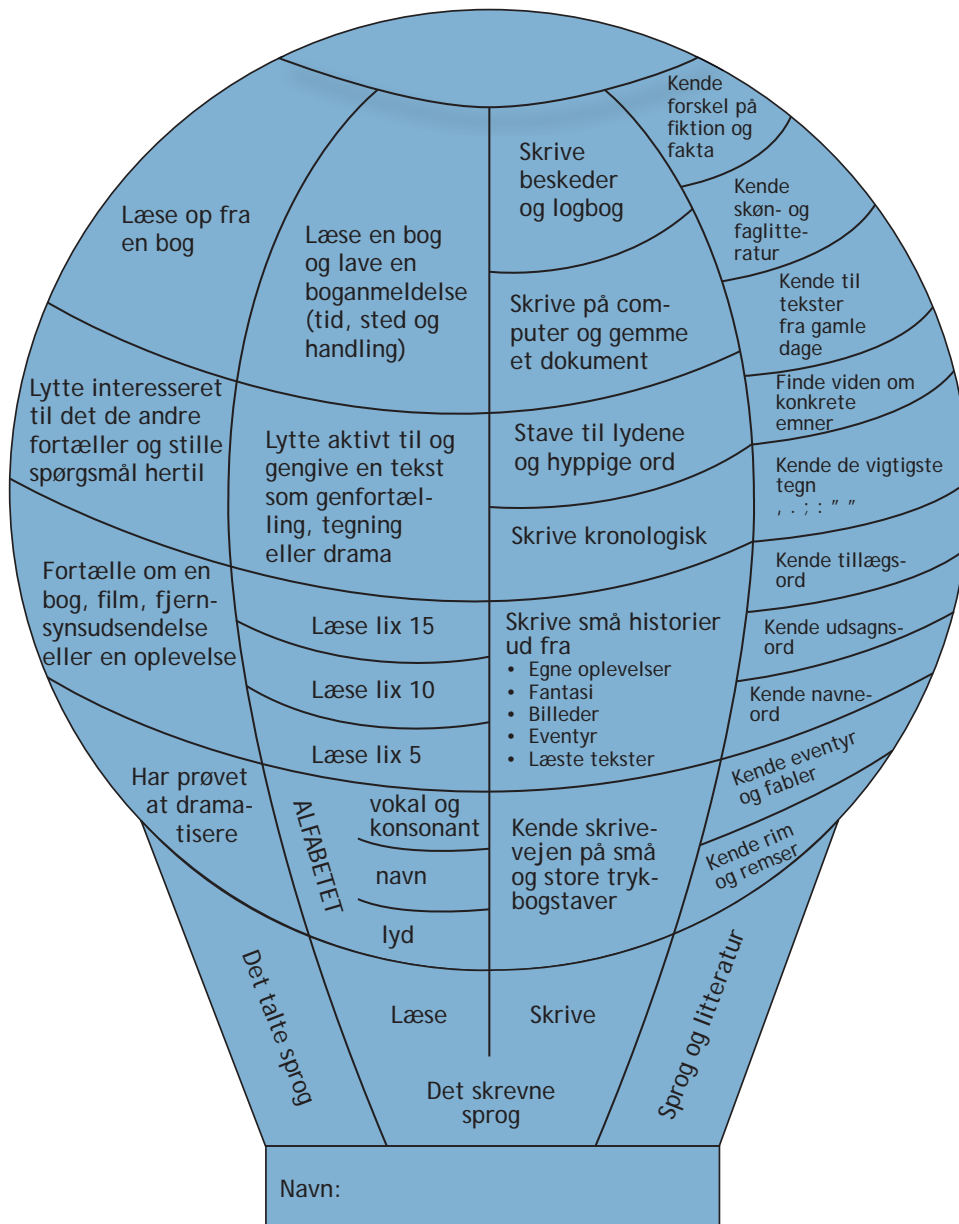 Læse op fra
en bog
Lytte interesseret
til det de andre
fortæller og stille
spørgsmål hertil
Fortælle om en
bog, film, fjern-
synsudsendelse
eller en oplevelse
Har prøvet
at drama-
tisere
Det talte sprog
Læse en bog
og lave en
boganmeldelse
(tid, sted og
handling)
Lytte aktivt til og
gengive en tekst
som genfortæl-
ling, tegning
eller drama
Læse lix 15
Læse lix 10
Læse lix 5
ALFABETET
vokal og
konsonant
navn
lyd
Læse
Skrive
beskeder
og logbog
Skrive på com-
puter og gemme
et dokument
Stave til lydene
og hyppige ord
Skrive kronologisk
Skrive små historier
ud fra
• Egne oplevelser
• Fantasi
• Billeder
• Eventyr
• Læste tekster
Kende skrive-
vejen på små
og store tryk-
bogstaver
Skrive
Det skrevne
sprog
Kende
forskel på
fiktion og
fakta
Kende
skøn- og
faglitte-
ratur
Kende til
tekster
fra gamle
dage
Finde viden om
konkrete
emner
Kende de vigtigste
tegn
, . ; : " "
Kende tillægs-
ord
Kende udsagns-
ord
Kende navne-
ord
Kende eventyr
og fabler
Kende rim
og remser
Sprog og litteratur
Navn: